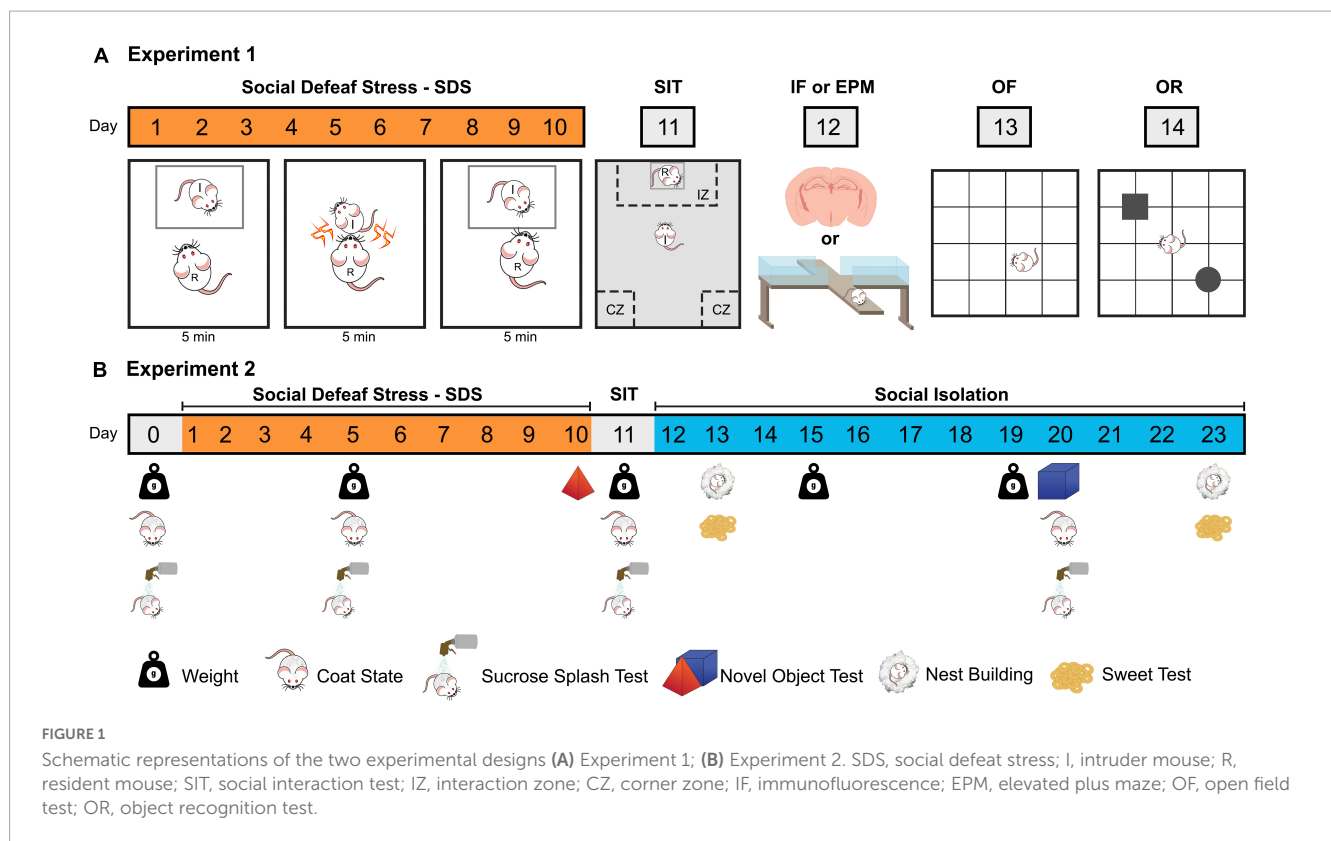 A Experiment 1
Social Defeaf Stress - SDS
SIT
IF or EPM
OF
OR
Day
1 2 3 4 5 6 7 8 9 10
11
12
13
14
I
R
I
R
I
R
R
IZ
I
CZ
CZ
or
5 min
5 min
5 min
B Experiment 2
Social Defeaf Stress - SDS
SIT
Social Isolation
Day
0 1 2 3 4 5 6 7 8 9 10 11 12 13 14 15 16 17 18 19 20 21 22 23
g g g g g
g Weight
Coat State
Sucrose Splash Test
Novel Object Test
Nest Building
Sweet Test
FIGURE 1
Schematic representations of the two experimental designs (A) Experiment 1; (B) Experiment 2. SDS, social defeat stress; I, intruder mouse; R,
resident mouse; SIT, social interaction test; IZ, interaction zone; CZ, corner zone; IF, immunofluorescence; EPM, elevated plus maze; OF, open field
test; OR, object recognition test.